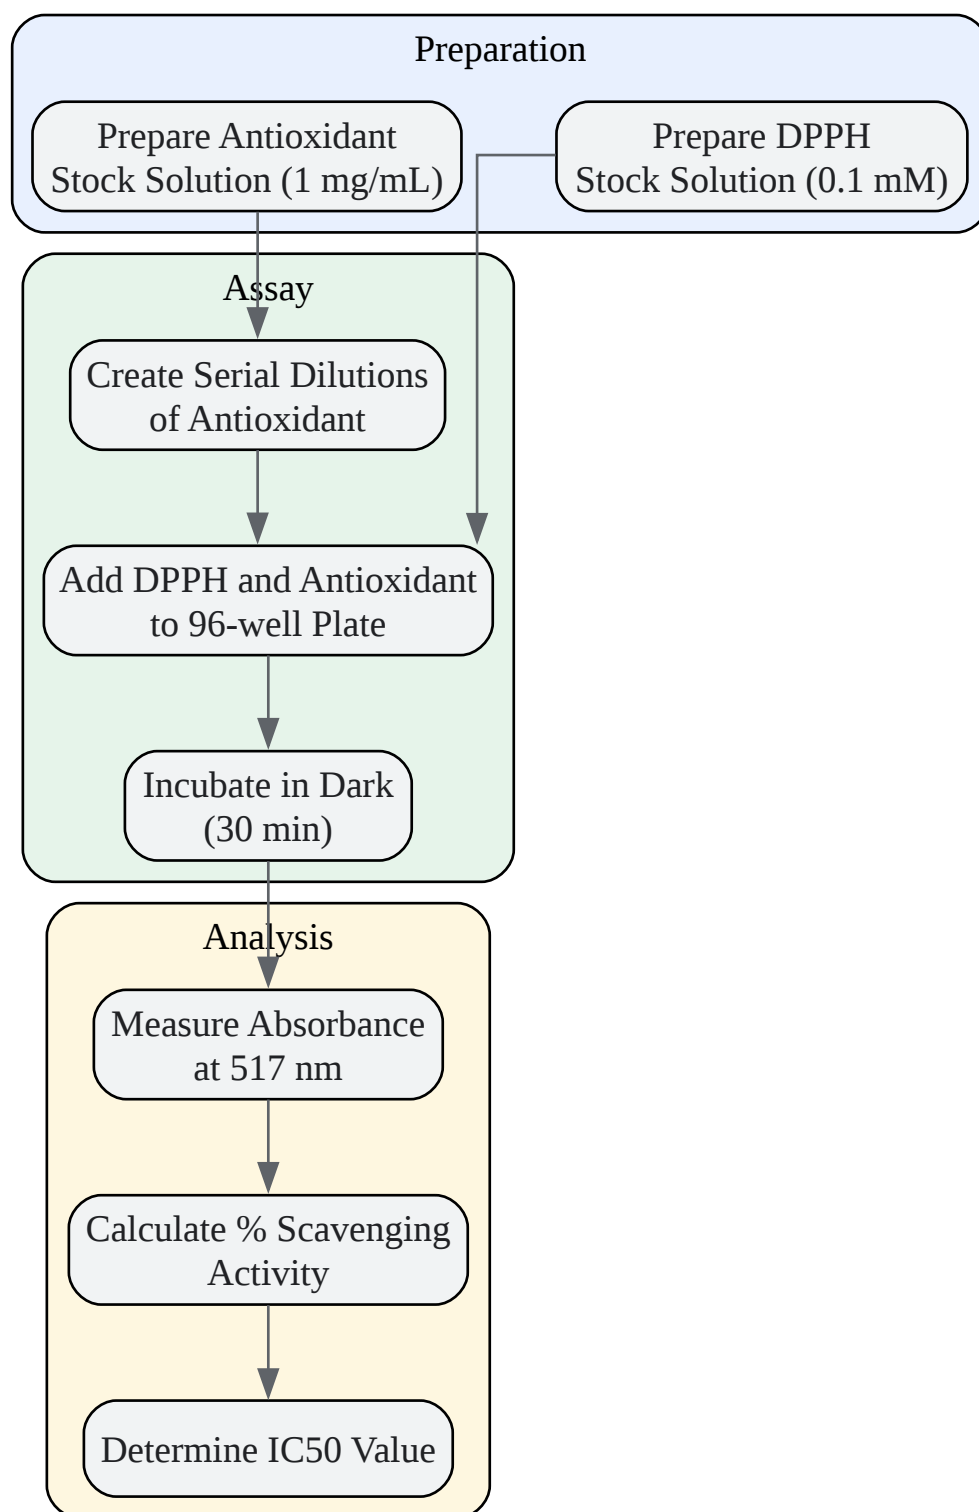 Preparation
Prepare Antioxidant
Stock Solution (1 mg/mL)
Prepare DPPH
Stock Solution (0.1 mM)
Assay
Create Serial Dilutions
of Antioxidant
Add DPPH and Antioxidant
to 96-well Plate
Incubate in Dark
(30 min)
Analysis
Measure Absorbance
at 517 nm
Calculate % Scavenging
Activity
Determine IC50 Value